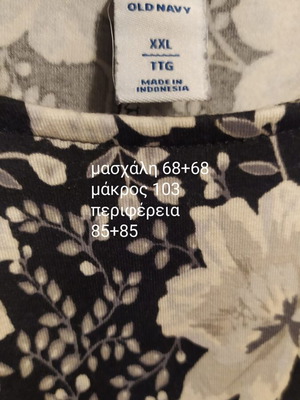 OLD NAVY
XXL
TTG
MADE IN
INDONESIA
μασχάλη 68+68
μάκρος 103
περιφέρεια
85+85